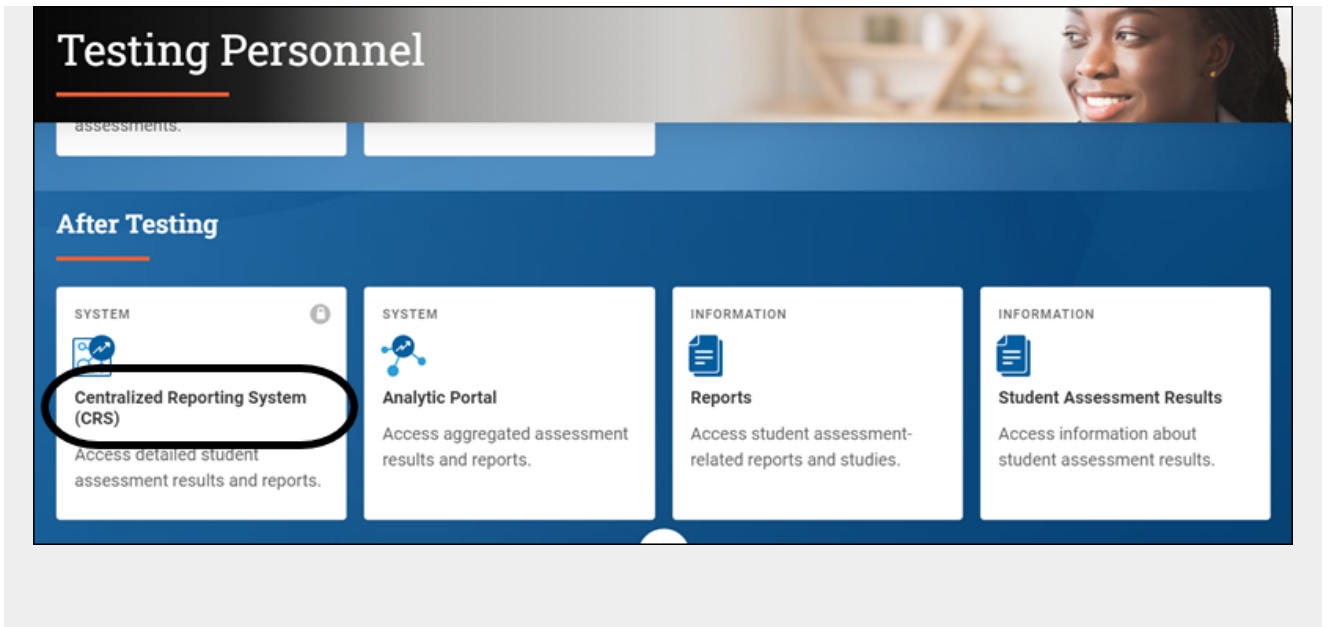 Testing Personnel
assessments.
After Testing
SYSTEM
Centralized Reporting System
(CRS)
Access detailed student
assessment results and reports.
SYSTEM
Analytic Portal
Access aggregated assessment
results and reports.
INFORMATION
Reports
Access student assessment-
related reports and studies.
INFORMATION
Student Assessment Results
Access information about
student assessment results.